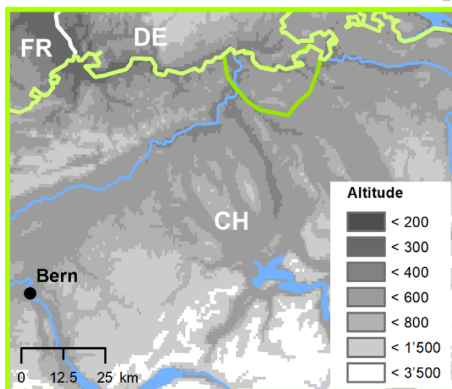 FR
DE
CH
Bern
0 12.5 25 km
Altitude
< 200
< 300
< 400
< 600
< 800
< 1'500
< 3'500